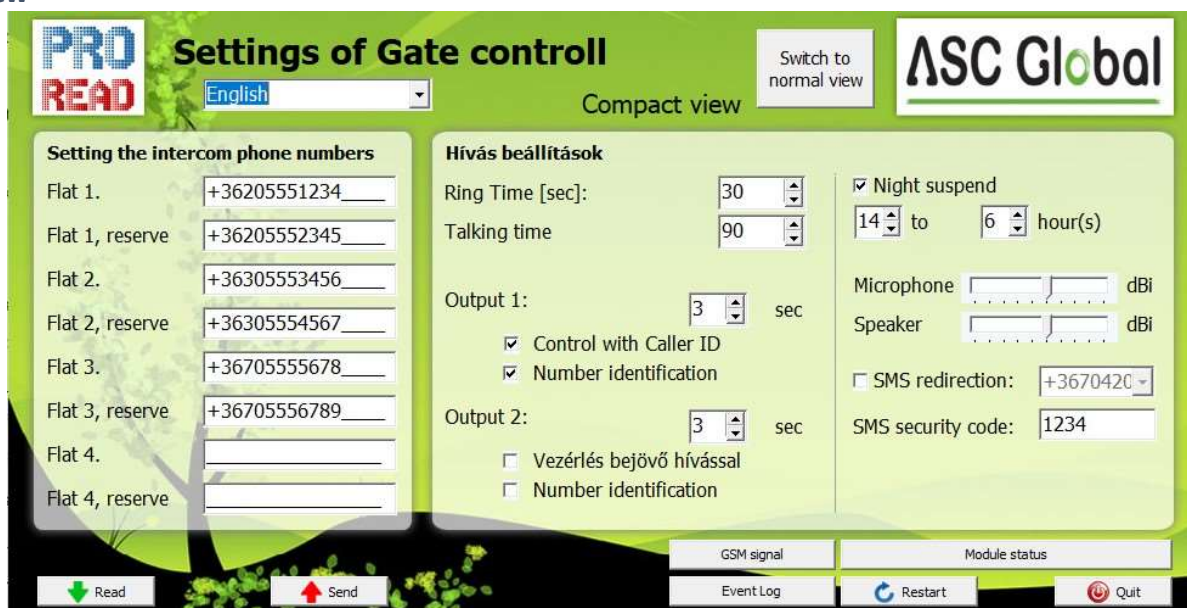 PRO
READ
Settings of Gate controll
English
Compact view
Switch to
normal view
ASC Global
Setting the intercom phone numbers
Flat 1. +36205551234____
Flat 1, reserve +36205552345____
Flat 2. +36305553456____
Flat 2, reserve +36305554567____
Flat 3. +36705555678____
Flat 3, reserve +36705556789____
Flat 4. ________________
Flat 4, reserve ________________
Hívás beállítások
Ring Time [sec]: 30
Talking time 90
Output 1: 3 sec
Control with Caller ID
Number identification
Output 2: 3 sec
Vezérlés bejövő hívással
Number identification
Night suspend
14 to 6 hour(s)
Microphone dBi
Speaker dBi
SMS redirection: +3670420
SMS security code: 1234
GSM signal
Module status
Read
Send
Event Log
Restart
Quit